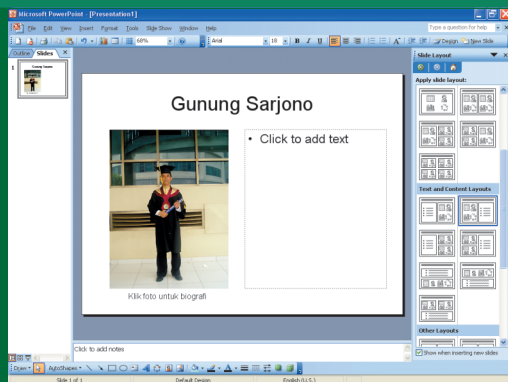 Microsoft PowerPoint - [Presentation1]
File Edit View Insert Format Tools Slide Show Window Help
Type a question for help
68%
Arial
18
B I U
Design
New Slide
Outline
Slides
Slide Layout
Apply slide layout:
1
Gunung Sarjono
Gunung Sarjono
• Click to add text
Klik foto untuk biografi
Text and Content Layouts
Other Layouts
Click to add notes
Show when inserting new slides
Draw
AutoShapes
Slide 1 of 1
Default Design
English (U.S.)